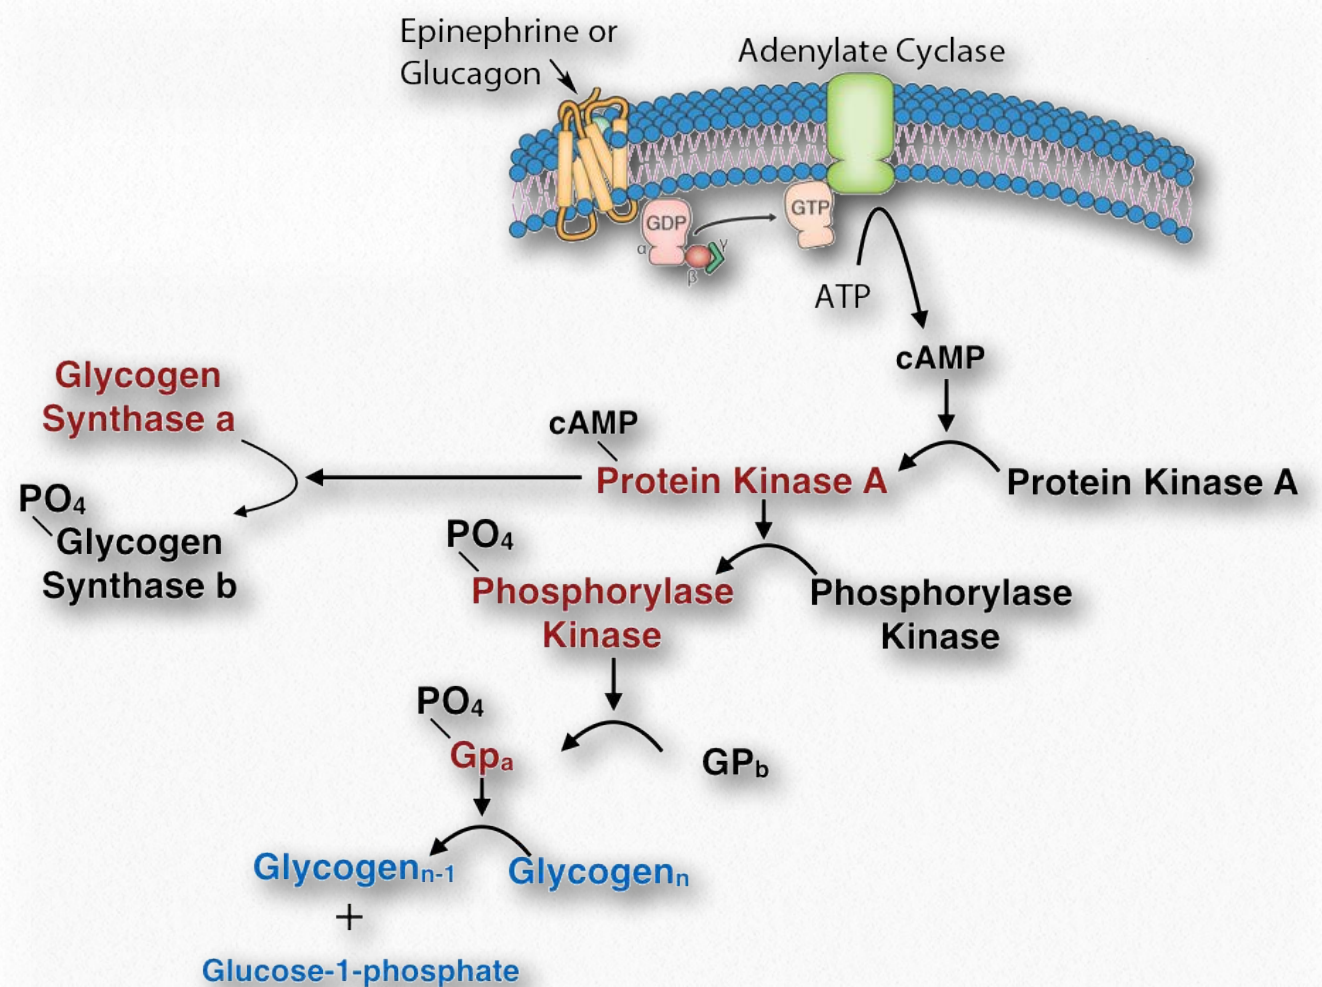 Epinephrine or
Glucagon
Adenylate Cyclase
GDP
GTP
α
γ
β
ATP
cAMP
Glycogen
Synthase a
cAMP
Protein Kinase A
Protein Kinase A
PO4
Glycogen
Synthase b
PO4
Phosphorylase
Kinase
Phosphorylase
Kinase
PO4
Gpa
GPb
Glycogenn-1
Glycogenn
+
Glucose-1-phosphate